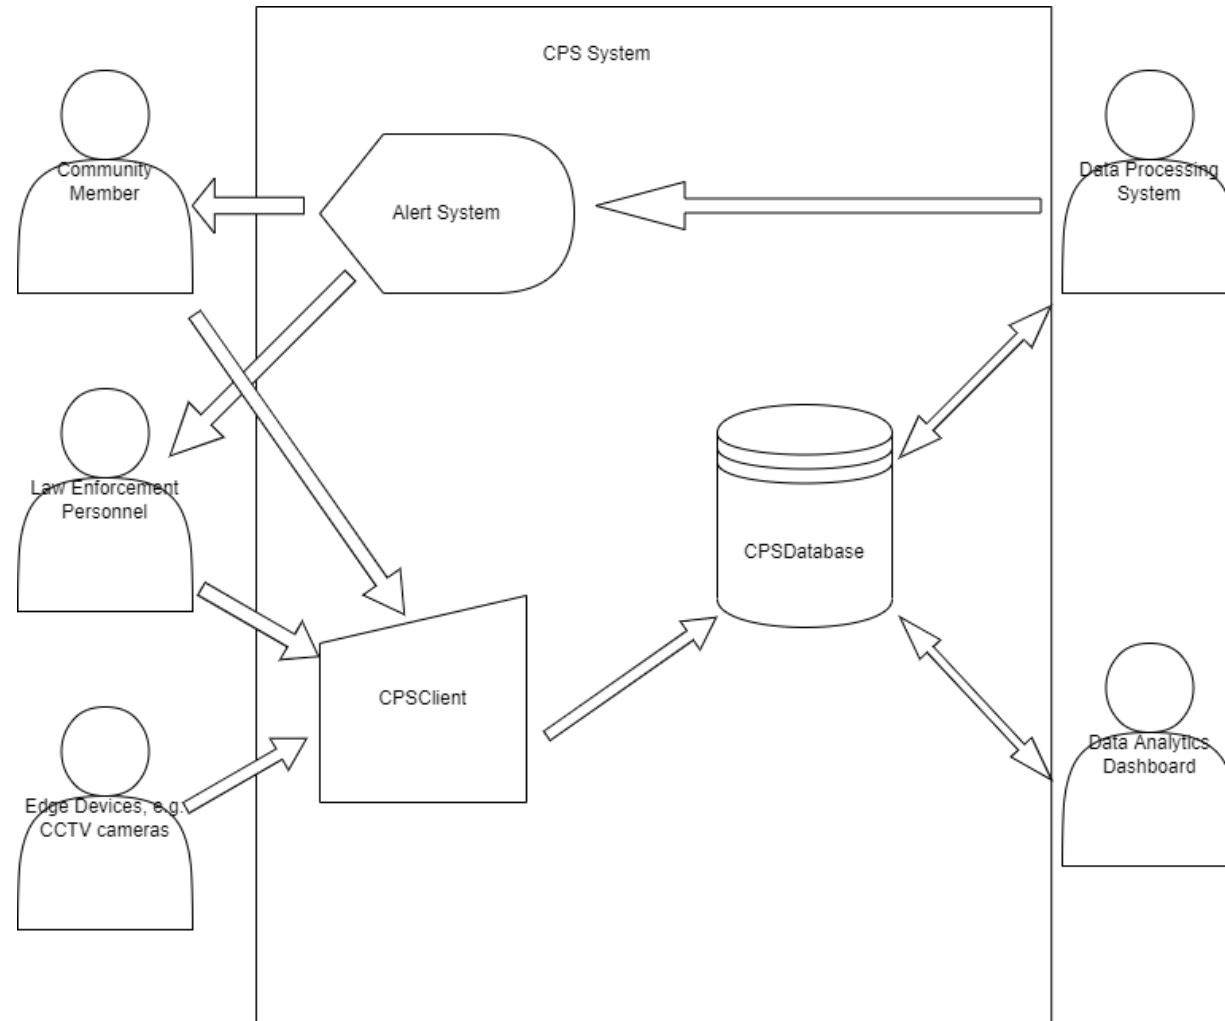 CPS System
Community
Member
Alert System
Data Processing
System
Law Enforcement
Personnel
CPSDatabase
CPSClient
Data Analytics
Dashboard
Edge Devices, e.g.
CCTV cameras